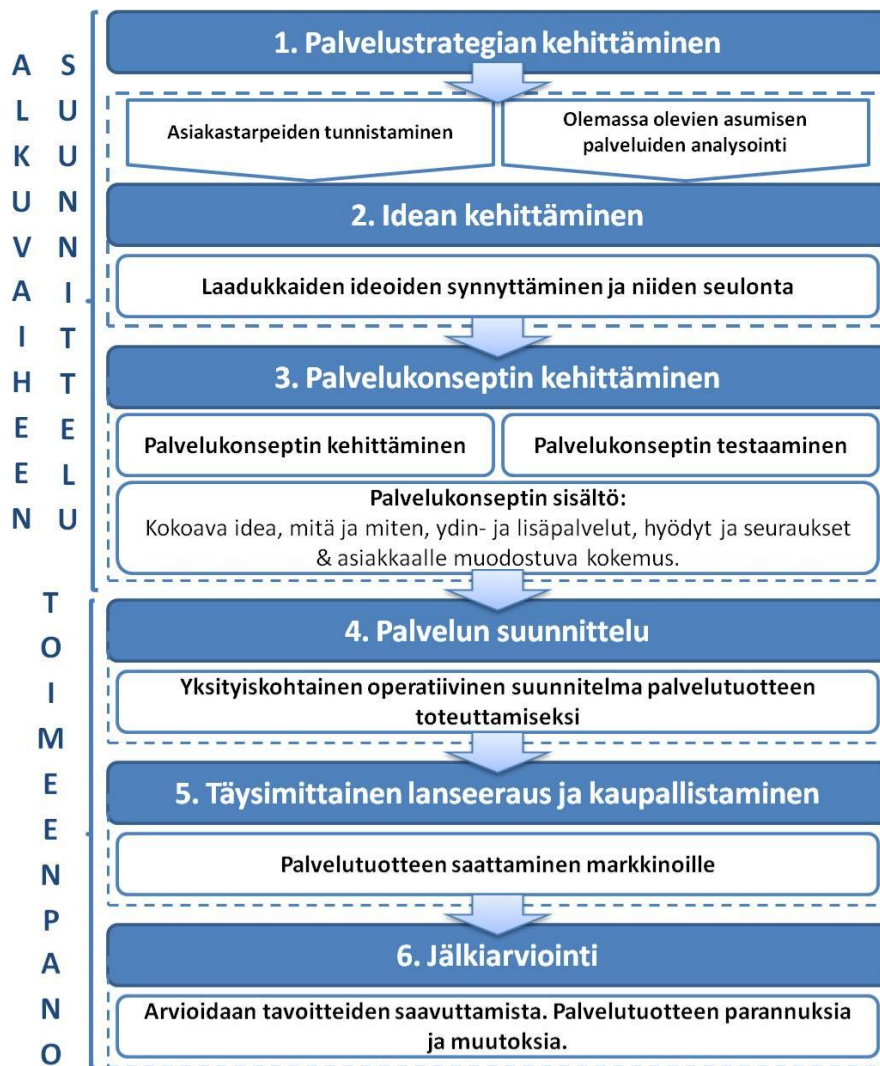 ALKUVAIHEEN
SUUNNITTELU
1. Palvelustrategian kehittäminen
Asiakastarpeiden tunnistaminen
Olemassa olevien asumisen
palveluiden analysointi
2. Idean kehittäminen
Laadukkaiden ideoiden synnyttäminen ja niiden seulonta
3. Palvelukonseptin kehittäminen
Palvelukonseptin kehittäminen
Palvelukonseptin testaaminen
Palvelukonseptin sisältö:
Kokoava idea, mitä ja miten, ydin- ja lisäpalvelut, hyödyt ja seuraukset
& asiakkaalle muodostuva kokemus.
TOIMEENPANO
4. Palvelun suunnittelu
Yksityiskohtainen operatiivinen suunnitelma palvelutuotteen
toteuttamiseksi
5. Täysimittainen lanseeraus ja kaupallistaminen
Palvelutuotteen saattaminen markkinoille
6. Jälkiarviointi
Arvioidaan tavoitteiden saavuttamista. Palvelutuotteen parannuksia
ja muutoksia.